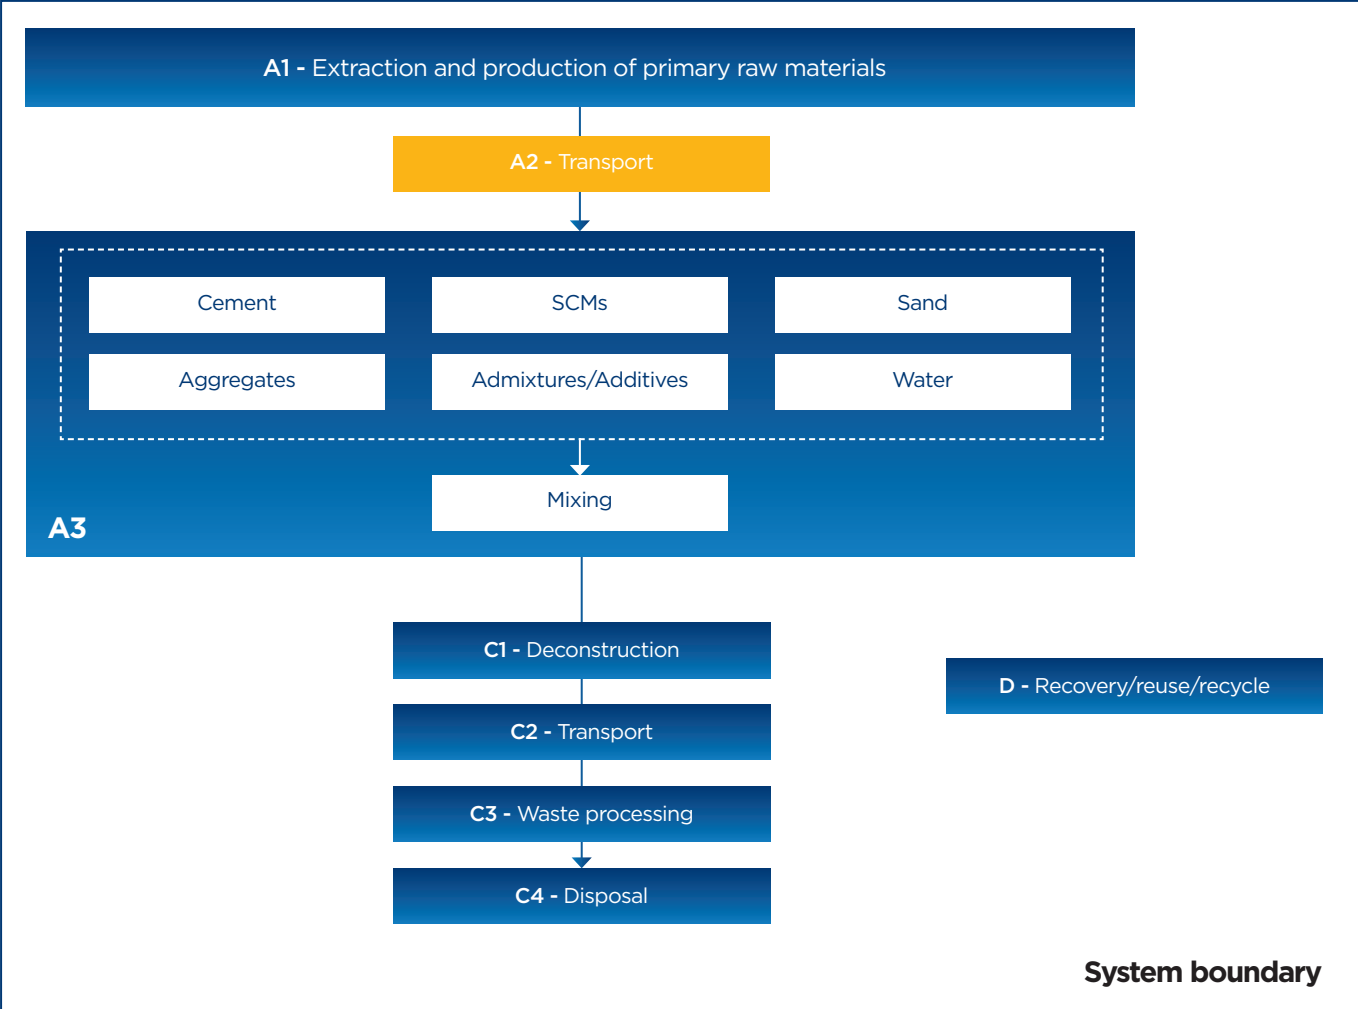 A1 - Extraction and production of primary raw materials
A2 - Transport
Cement
SCMs
Sand
Aggregates
Admixtures/Additives
Water
Mixing
A3
C1 - Deconstruction
D - Recovery/reuse/recycle
C2 - Transport
C3 - Waste processing
C4 - Disposal
System boundary